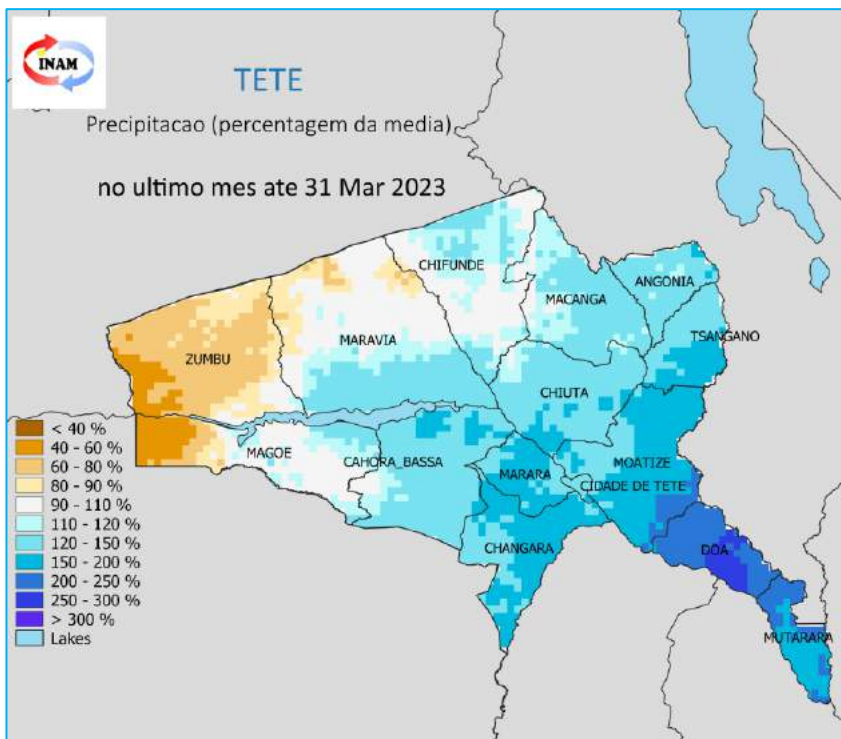 INAM
TETE
Precipitacao (percentagem da media)
no ultimo mes ate 31 Mar 2023
CHIFUNDE
ANGONIA
MACANGA
TSANGANO
MARAVIA
ZUMBU
CHIUTA
MAGOE
CAHORA_BASSA
MOATIZE
MARARA
CIDADE DE TETE
CHANGARA
DOA
MUTARARA
< 40 %
40 - 60 %
60 - 80 %
80 - 90 %
90 - 110 %
110 - 120 %
120 - 150 %
150 - 200 %
200 - 250 %
250 - 300 %
> 300 %
Lakes